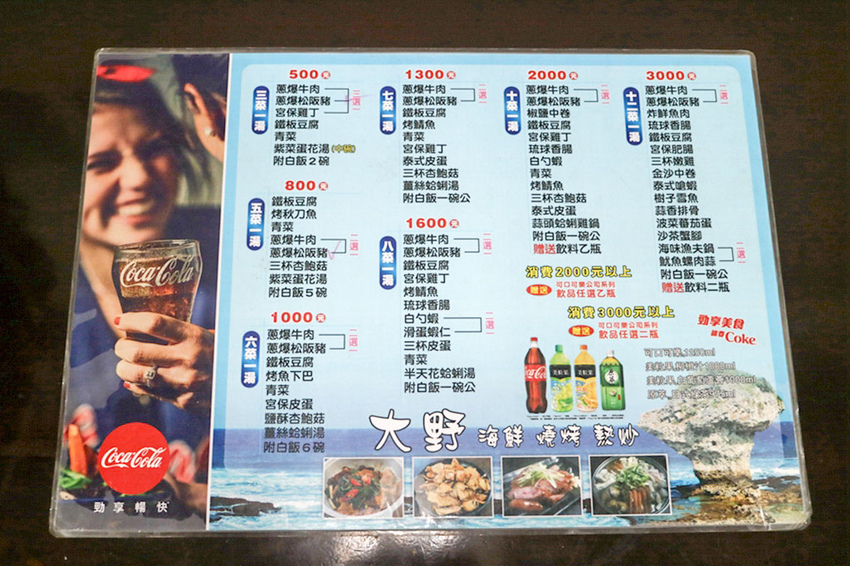 500元
三菜一湯
蔥爆牛肉
蔥爆松阪豬
宮保雞丁
三選一
鐵板豆腐
青菜
紫菜蛋花湯(中碗)
附白飯2碗
800元
五菜一湯
鐵板豆腐
烤秋刀魚
青菜
蔥爆牛肉
蔥爆松阪豬
二選一
三杯杏鮑菇
紫菜蛋花湯
附白飯5碗
1000元
六菜一湯
蔥爆牛肉
蔥爆松阪豬
二選一
鐵板豆腐
烤魚下巴
青菜
宮保皮蛋
鹽酥杏鮑菇
薑絲蛤蜊湯
附白飯6碗
1300元
七菜一湯
蔥爆牛肉
蔥爆松阪豬
二選一
鐵板豆腐
烤鯖魚
青菜
宮保雞丁
泰式皮蛋
三杯杏鮑菇
薑絲蛤蜊湯
附白飯一碗公
1600元
八菜一湯
蔥爆牛肉
蔥爆松阪豬
二選一
鐵板豆腐
宮保雞丁
烤鯖魚
琉球香腸
白勺蝦
滑蛋蝦仁
二選一
三杯皮蛋
青菜
半天花蛤蜊湯
附白飯一碗公
2000元
十菜一湯
蔥爆牛肉
蔥爆松阪豬
二選一
椒鹽中卷
鐵板豆腐
宮保雞丁
琉球香腸
白勺蝦
青菜
烤鯖魚
三杯杏鮑菇
泰式皮蛋
蒜頭蛤蜊雞鍋
附白飯一碗公
贈送飲料乙瓶
3000元
十二菜一湯
蔥爆牛肉
蔥爆松阪豬
二選一
炸鮮魚肉
琉球香腸
宮保肥腸
三杯嫩雞
金沙中卷
泰式嗆蝦
樹子雪魚
蒜香排骨
菠菜蕃茄蛋
沙茶蟹腳
海味漁夫鍋
魷魚螺肉蒜
二選一
附白飯一碗公
贈送飲料二瓶
消費2000元以上
贈送
可口可樂公司系列
飲品任選乙瓶
消費3000元以上
贈送
可口可樂公司系列
飲品任選二瓶
勁享美食
Coke
Coca-Cola
Coca-Cola
勁享暢快
大野 海鮮 燒烤 熱炒